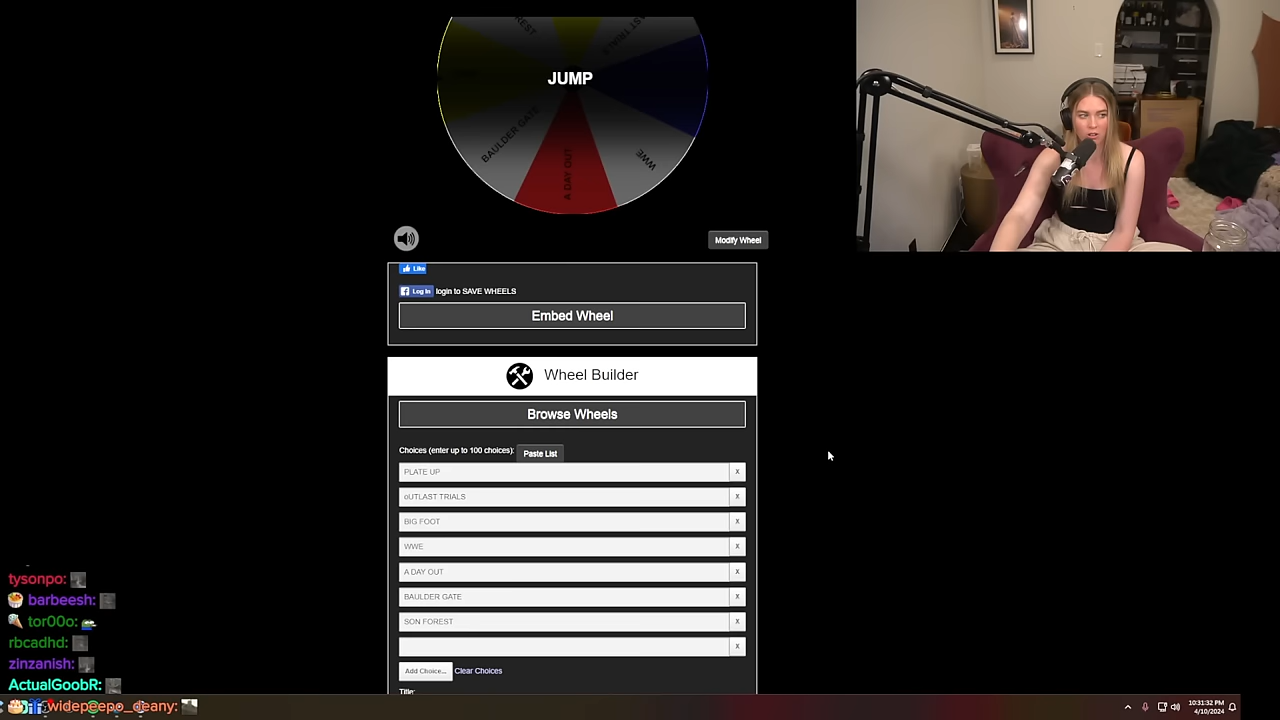 JUMP
BAULDER GATE
A DAY OUT
WWE
Modify Wheel
Like
Log In login to SAVE WHEELS
Embed Wheel
Wheel Builder
Browse Wheels
Choices (enter up to 100 choices): Paste List
PLATE UP X
oUTLAST TRIALS X
BIG FOOT X
WWE X
A DAY OUT X
BAULDER GATE X
SON FOREST X
X
Add Choice... Clear Choices
Title:
tysonpo:
barbeesh:
tor00o:
rbcadhd:
zinzanish:
ActualGoobR:
widepeepo_deany:
10:31:32 PM
4/10/2024